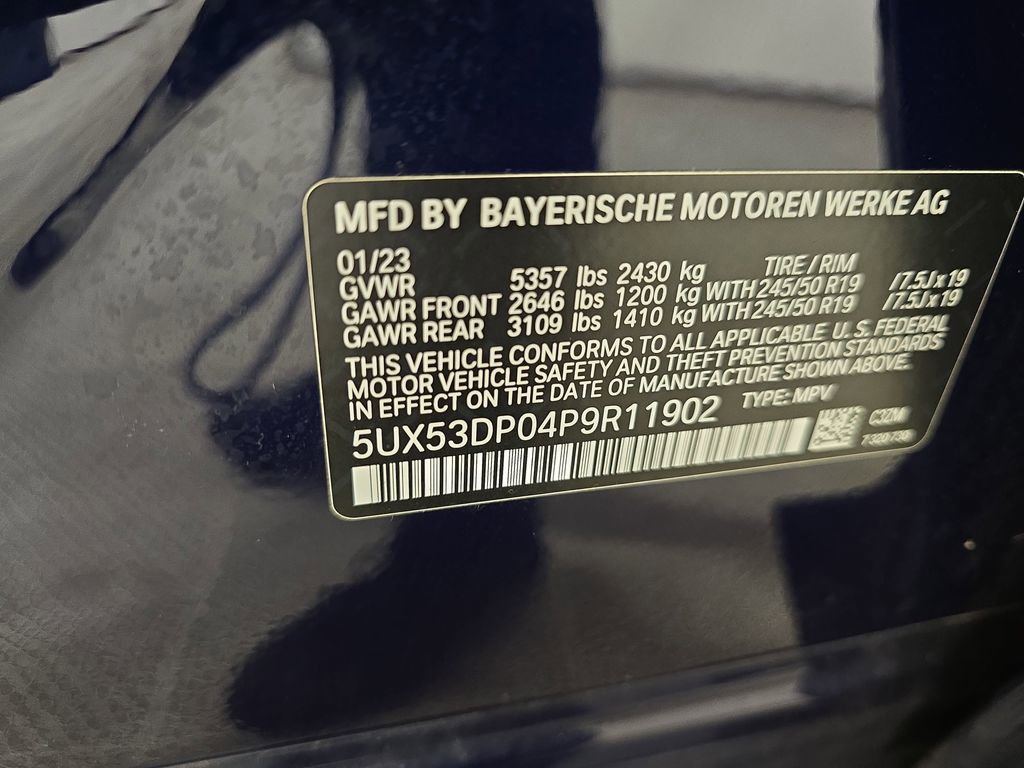 MFD BY BAYERISCHE MOTOREN WERKE AG
01/23 TIRE / RIM
GVWR 5357 lbs 2430 kg
GAWR FRONT 2646 lbs 1200 kg WITH 245/50 R19 /7.5J x 19
GAWR REAR 3109 lbs 1410 kg WITH 245/50 R19 /7.5J x 19
THIS VEHICLE CONFORMS TO ALL APPLICABLE U.S. FEDERAL
MOTOR VEHICLE SAFETY AND THEFT PREVENTION STANDARDS
IN EFFECT ON THE DATE OF MANUFACTURE SHOWN ABOVE.
5UX53DP04P9R11902 TYPE: MPV